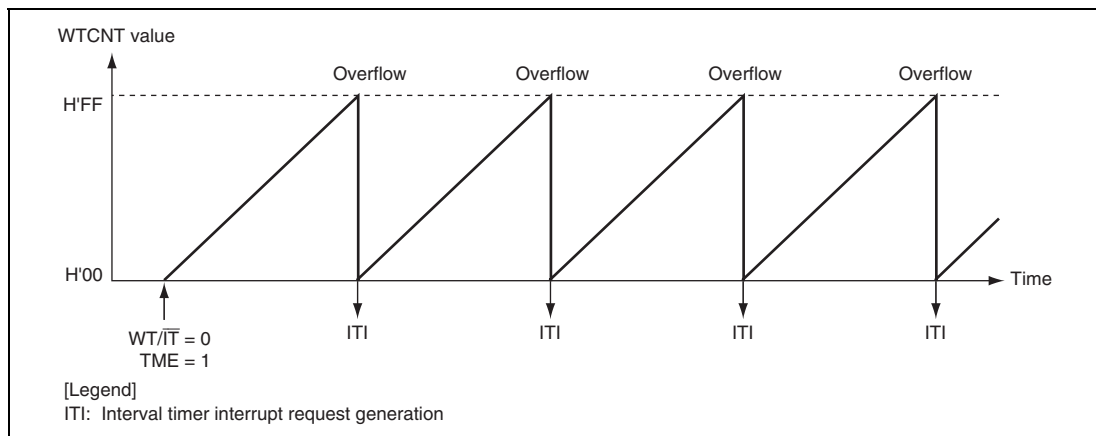 WTCNT value
Overflow Overflow Overflow Overflow
H'FF
H'00
Time
WT/I̅T̅ = 0
TME = 1
ITI ITI ITI ITI
[Legend]
ITI: Interval timer interrupt request generation